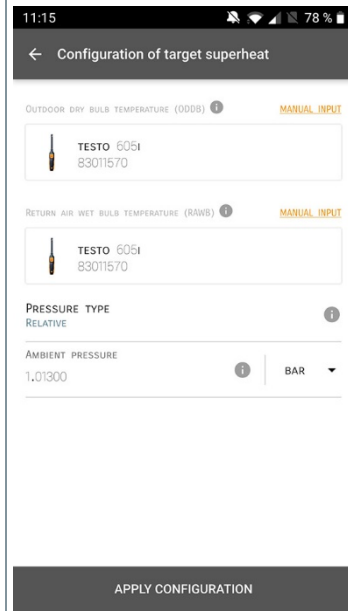 11:15 78 %
Configuration of target superheat
OUTDOOR DRY BULB TEMPERATURE (ODDB) i MANUAL INPUT
TESTO 605I
83011570
RETURN AIR WET BULB TEMPERATURE (RAWB) i MANUAL INPUT
TESTO 605I
83011570
PRESSURE TYPE i
RELATIVE
AMBIENT PRESSURE
1.01300 i BAR
APPLY CONFIGURATION